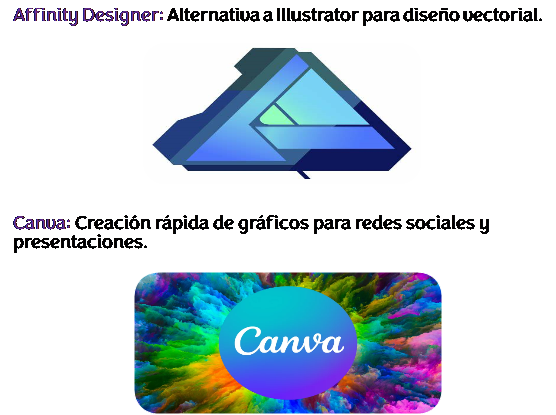 Affinity Designer: Alternativa a Illustrator para diseño vectorial.
Canva: Creación rápida de gráficos para redes sociales y
presentaciones.
Canva